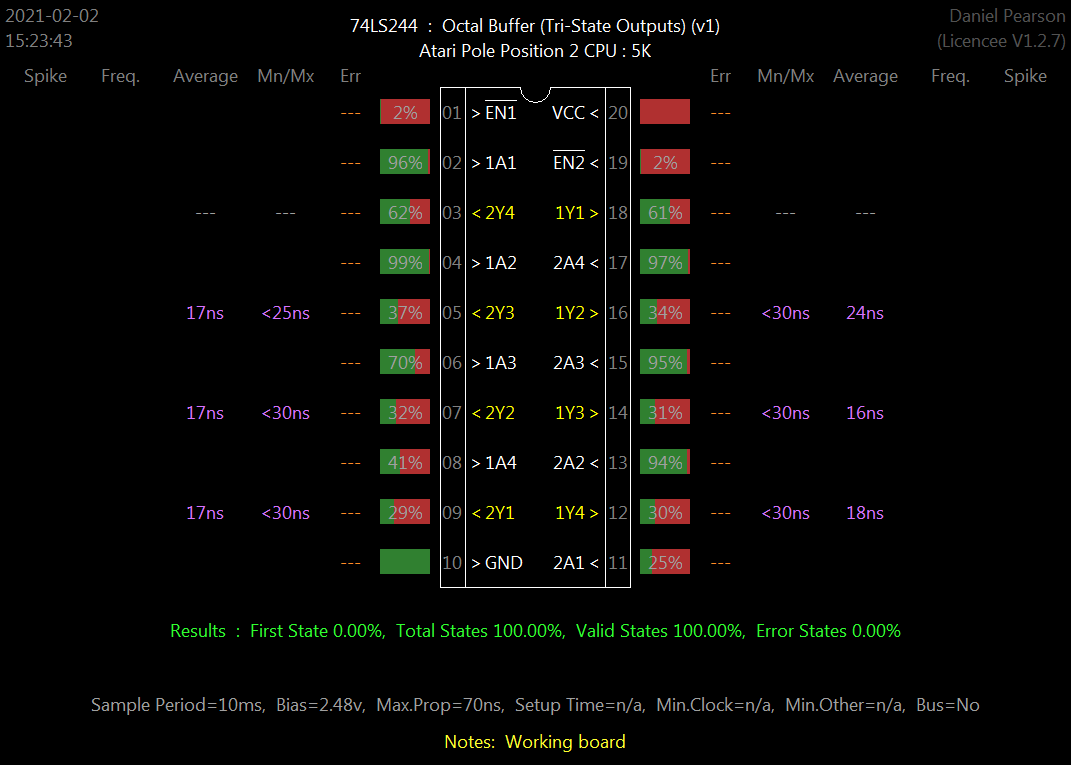 2021-02-02 74LS244 : Octal Buffer (Tri-State Outputs) (v1) Daniel Pearson
15:23:43 Atari Pole Position 2 CPU : 5K (Licencee V1.2.7)
Spike Freq. Average Mn/Mx Err Err Mn/Mx Average Freq. Spike
--- 2% 01 > EN1 VCC < 20 ---
--- 96% 02 > 1A1 EN2 < 19 2% ---
--- --- --- 62% 03 < 2Y4 1Y1 > 18 61% --- --- ---
--- 99% 04 > 1A2 2A4 < 17 97% ---
17ns <25ns --- 37% 05 < 2Y3 1Y2 > 16 34% --- <30ns 24ns
--- 70% 06 > 1A3 2A3 < 15 95% ---
17ns <30ns --- 32% 07 < 2Y2 1Y3 > 14 31% --- <30ns 16ns
--- 41% 08 > 1A4 2A2 < 13 94% ---
17ns <30ns --- 29% 09 < 2Y1 1Y4 > 12 30% --- <30ns 18ns
--- 10 > GND 2A1 < 11 25% ---
Results : First State 0.00%, Total States 100.00%, Valid States 100.00%, Error States 0.00%
Sample Period=10ms, Bias=2.48v, Max.Prop=70ns, Setup Time=n/a, Min.Clock=n/a, Min.Other=n/a, Bus=No
Notes: Working board